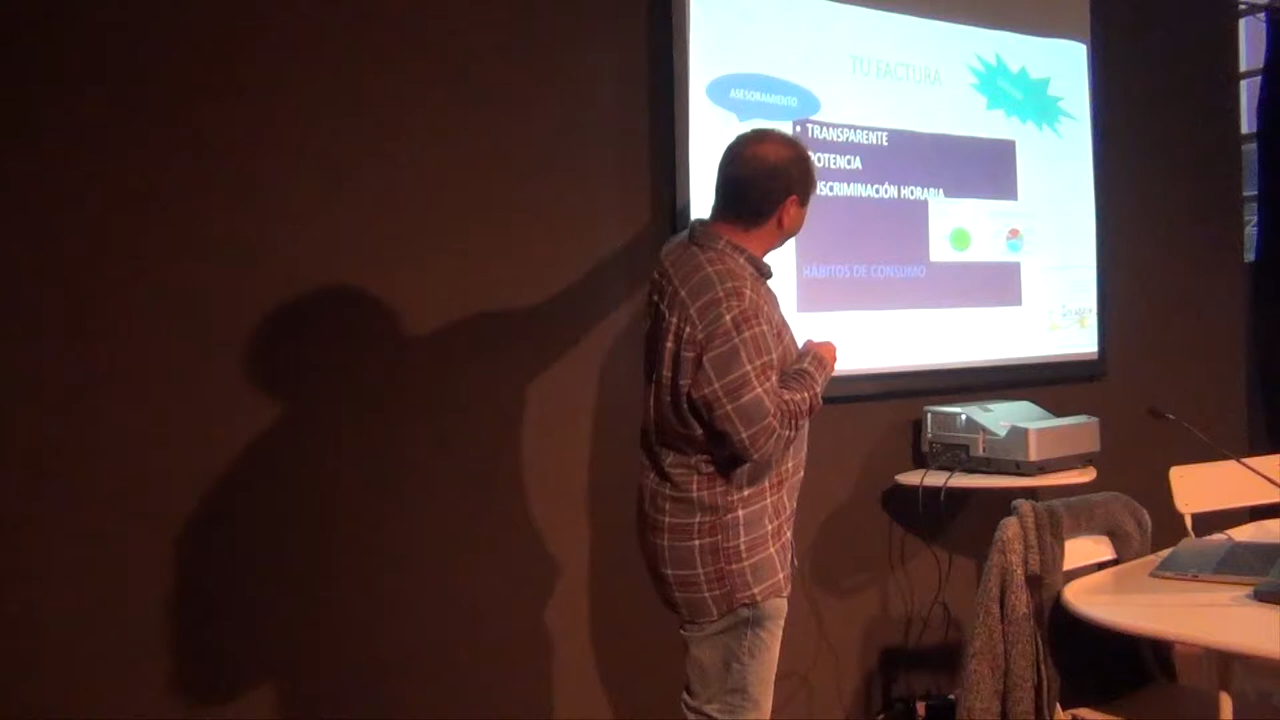 TU FACTURA
ASESORAMIENTO
• TRANSPARENTE
POTENCIA
ISCRIMINACIÓN HORARIA
HÁBITOS DE CONSUMO